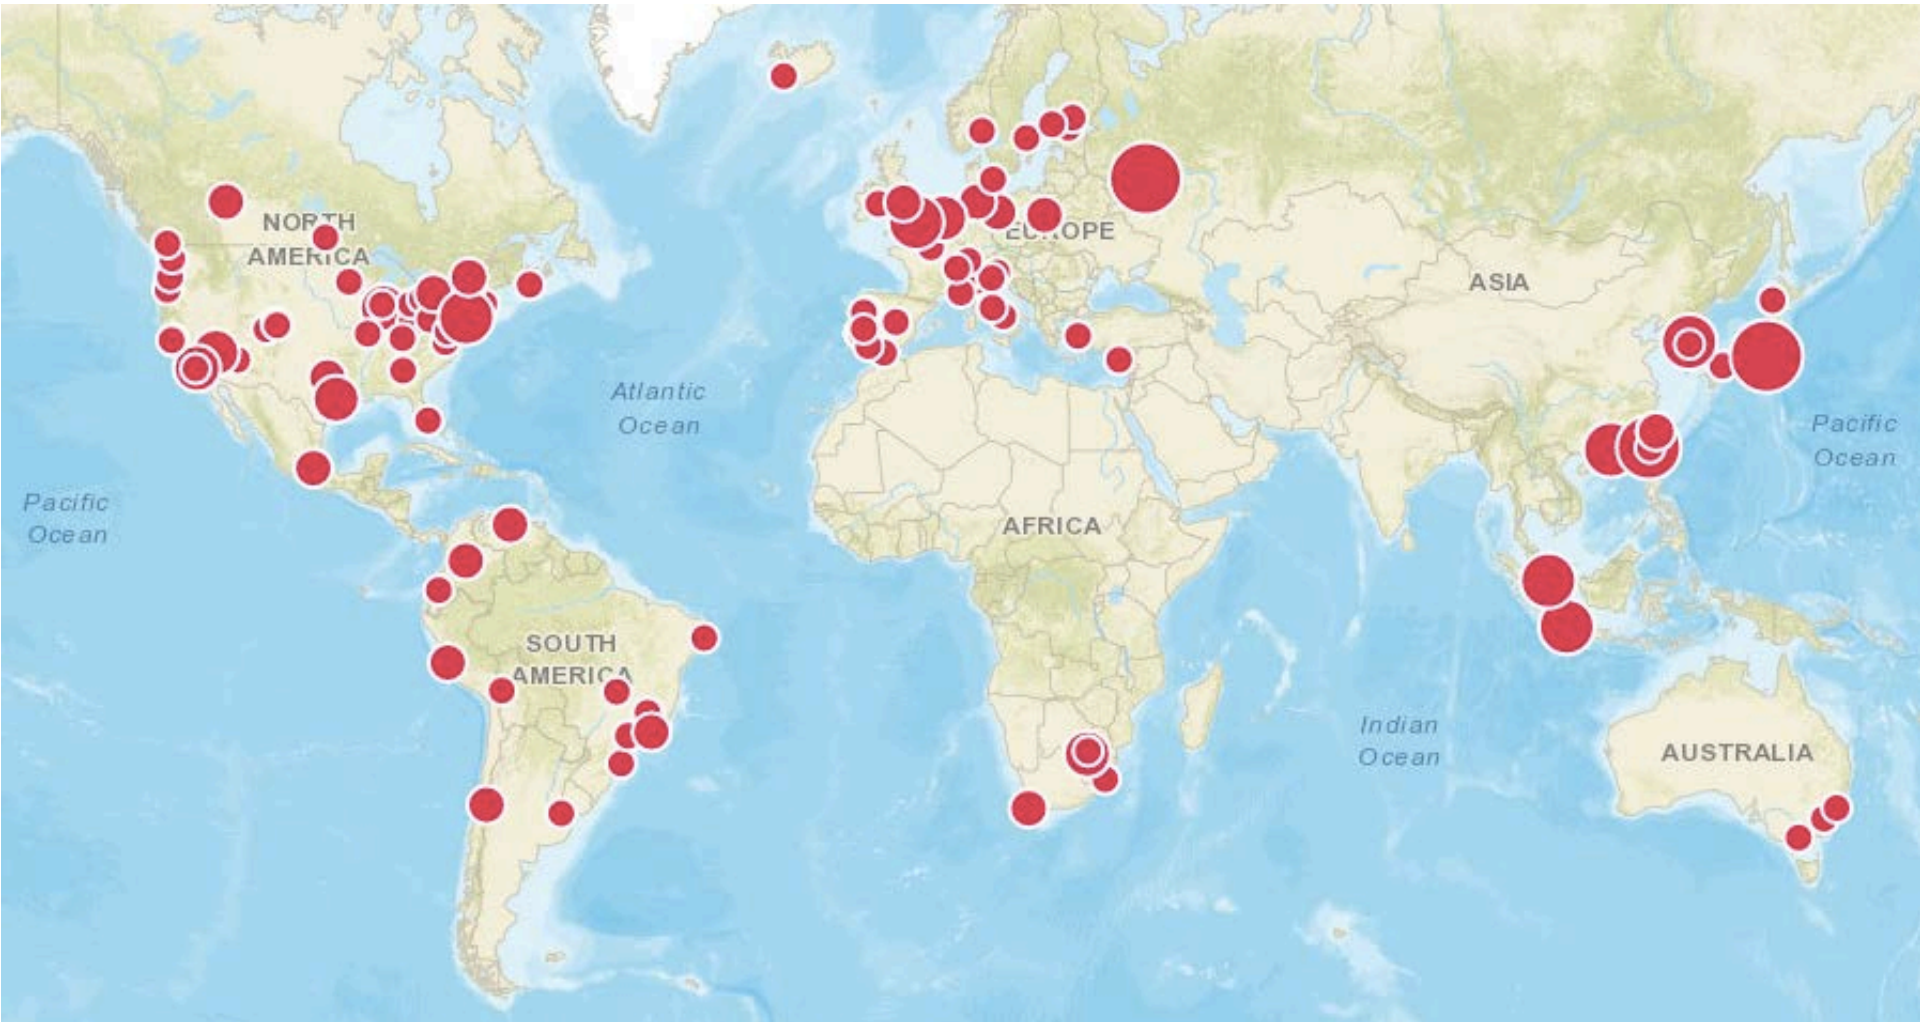 NORTH
AMERICA
EUROPE
ASIA
Atlantic
Ocean
Pacific
Ocean
Pacific
Ocean
AFRICA
SOUTH
AMERICA
Indian
Ocean
AUSTRALIA